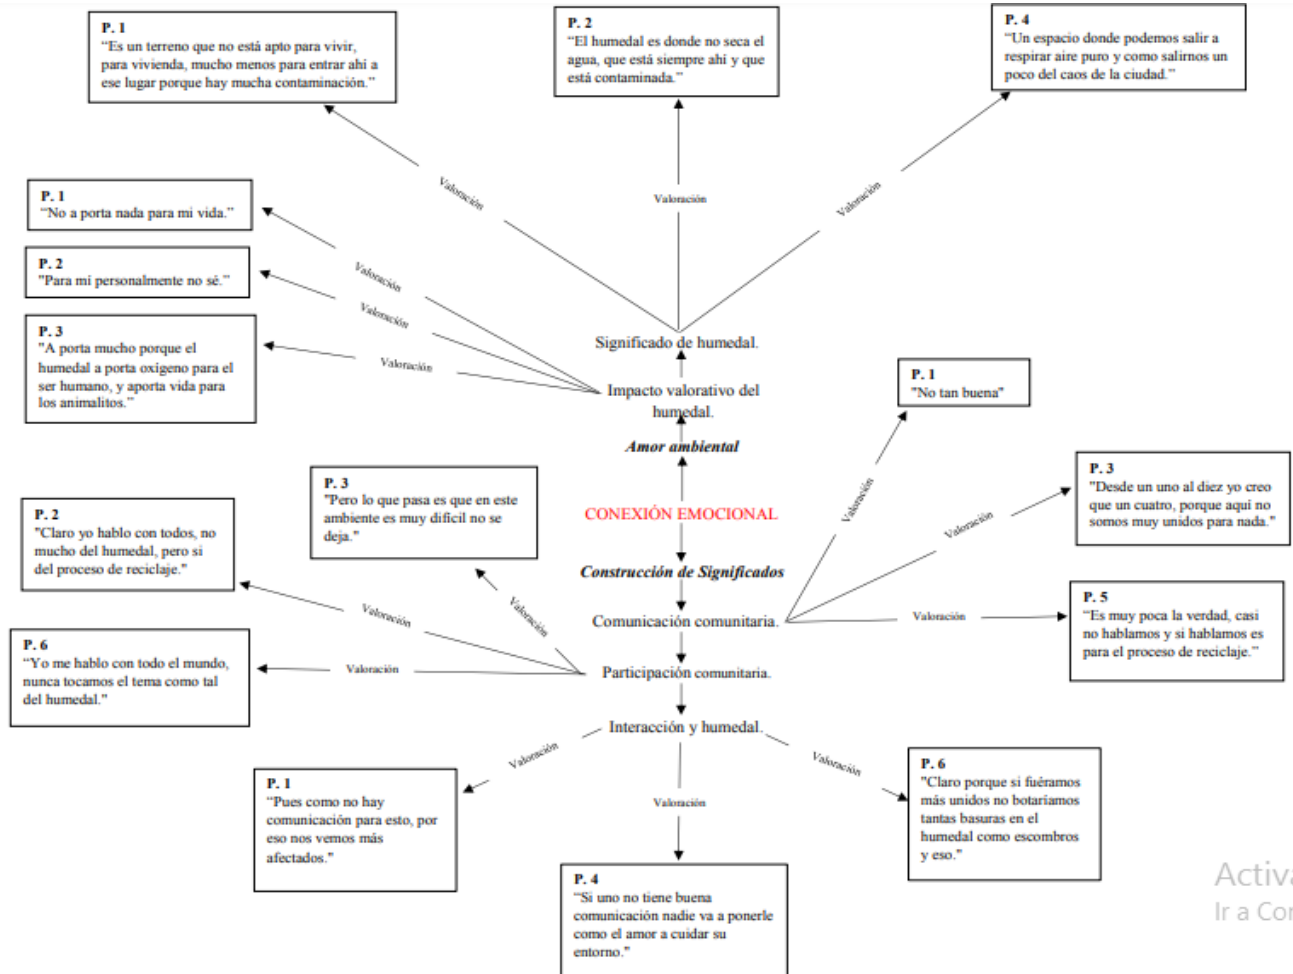 P. 1
“Es un terreno que no está apto para vivir,
para vivienda, mucho menos para entrar ahí a
ese lugar porque hay mucha contaminación.”
P. 2
“El humedal es donde no seca el
agua, que está siempre ahí y que
está contaminada.”
P. 4
“Un espacio donde podemos salir a
respirar aire puro y como salirnos un
poco del caos de la ciudad.”
Valoración
Valoración
Valoración
P. 1
“No a porta nada para mi vida.”
P. 2
"Para mí personalmente no sé.”
P. 3
"A porta mucho porque el
humedal a porta oxígeno para el
ser humano, y aporta vida para
los animalitos.”
Valoración
Valoración
Valoración
Significado de humedal.
Impacto valorativo del
humedal.
Amor ambiental
CONEXIÓN EMOCIONAL
Construcción de Significados
Comunicación comunitaria.
Participación comunitaria.
Interacción y humedal.
P. 1
"No tan buena"
P. 3
"Desde un uno al diez yo creo
que un cuatro, porque aquí no
somos muy unidos para nada."
P. 5
“Es muy poca la verdad, casi
no hablamos y si hablamos es
para el proceso de reciclaje.”
Valoración
Valoración
Valoración
P. 3
"Pero lo que pasa es que en este
ambiente es muy difícil no se
deja."
P. 2
"Claro yo hablo con todos, no
mucho del humedal, pero si
del proceso de reciclaje."
P. 6
“Yo me hablo con todo el mundo,
nunca tocamos el tema como tal
del humedal."
Valoración
Valoración
Valoración
P. 1
“Pues como no hay
comunicación para esto, por
eso nos vemos más
afectados."
P. 4
“Si uno no tiene buena
comunicación nadie va a ponerle
como el amor a cuidar su
entorno."
P. 6
"Claro porque si fuéramos
más unidos no botaríamos
tantas basuras en el
humedal como escombros
y eso."
Valoración
Valoración
Valoración
Activa
Ir a Con